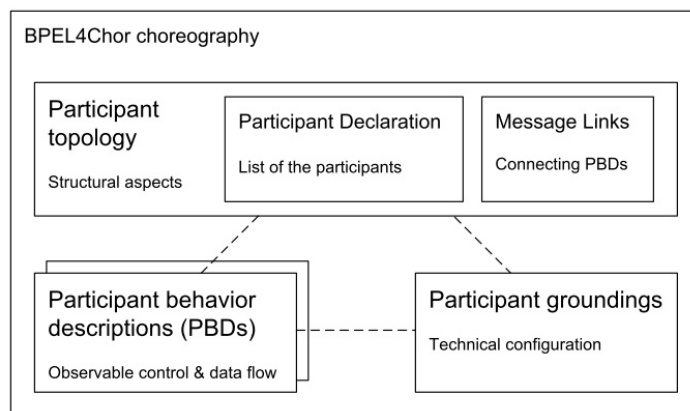 BPEL4Chor choreography
Participant
topology
Structural aspects
Participant Declaration
List of the participants
Message Links
Connecting PBDs
Participant behavior
descriptions (PBDs)
Observable control & data flow
Participant groundings
Technical configuration